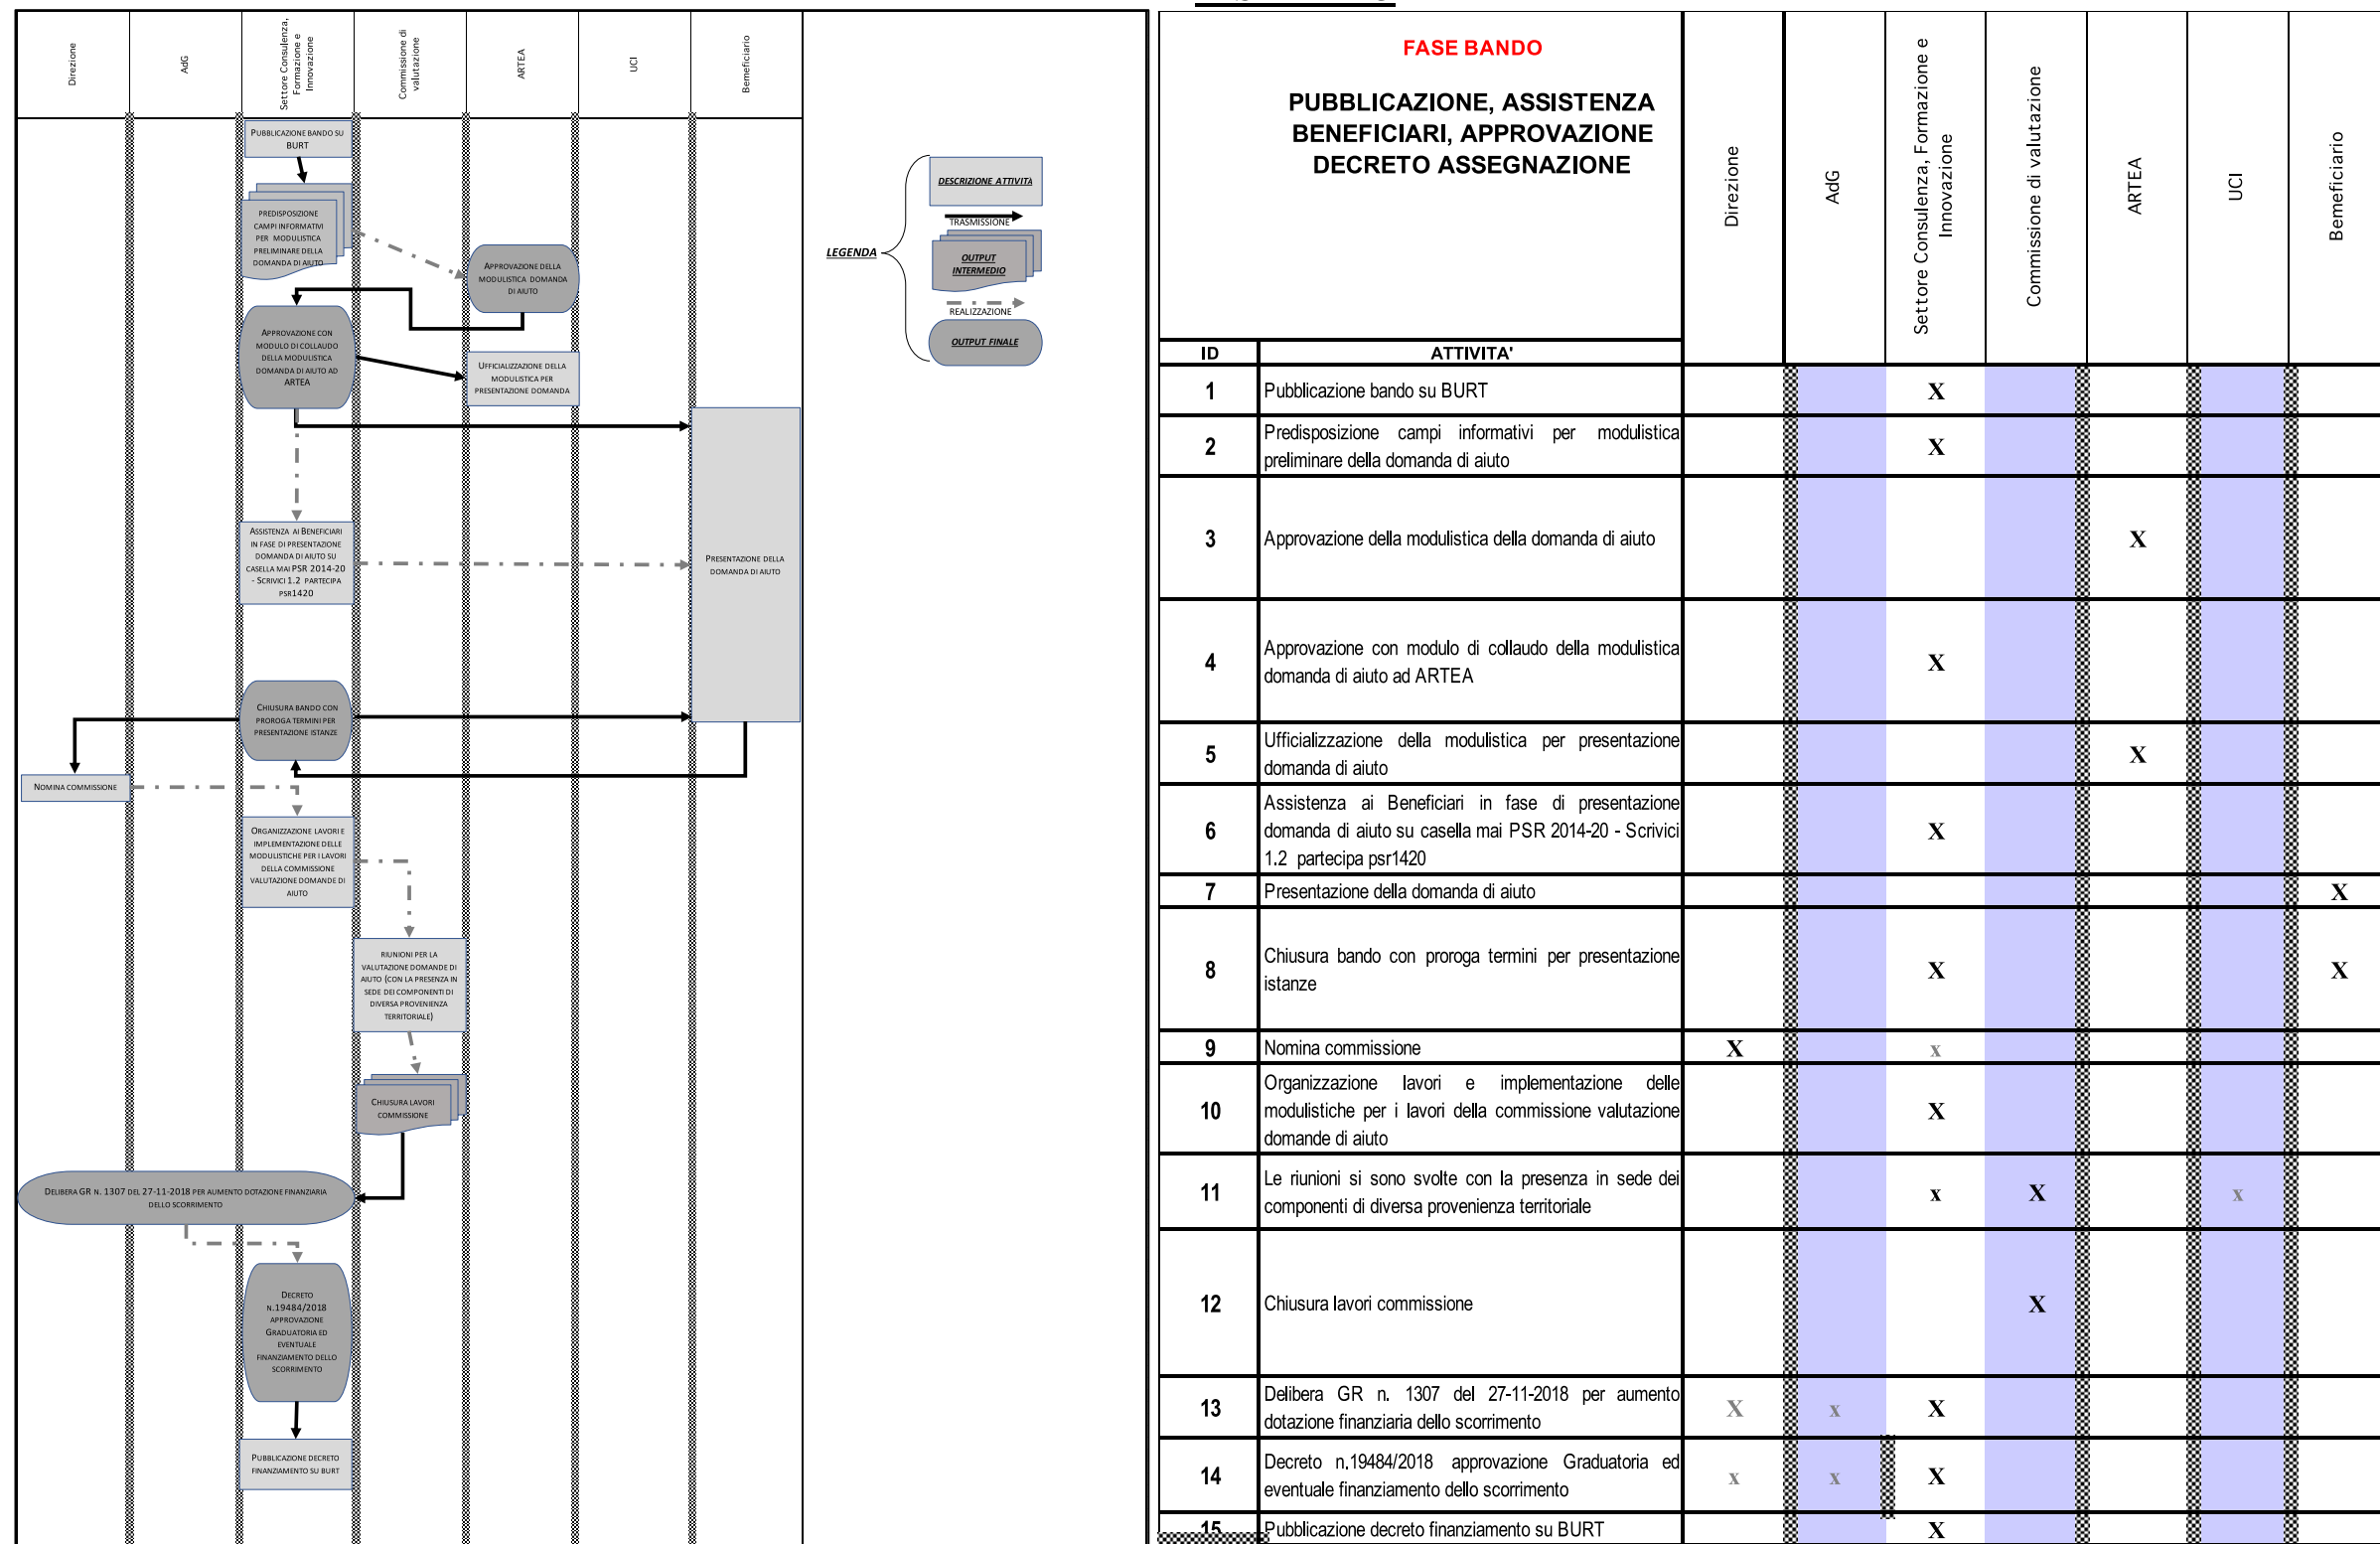 Direzione
AdG
Settore Consulenza,
Formazione e
Innovazione
Commissione di
valutazione
ARTEA
UCI
Bemeficiario
PUBBLICAZIONE BANDO SU
BURT
PREDISPOSIZIONE
CAMPI INFORMATIVI
PER MODULISTICA
PRELIMINARE DELLA
DOMANDA DI AIUTO
APPROVAZIONE DELLA
MODULISTICA DOMANDA
DI AIUTO
APPROVAZIONE CON
MODULO DI COLLAUDO
DELLA MODULISTICA
DOMANDA DI AIUTO AD
ARTEA
UFFICIALIZZAZIONE DELLA
MODULISTICA PER
PRESENTAZIONE DOMANDA
ASSISTENZA AI BENEFICIARI
IN FASE DI PRESENTAZIONE
DOMANDA DI AIUTO SU
CASELLA MAI PSR 2014-20
- SCRIVICI 1.2 PARTECIPA
PSR1420
PRESENTAZIONE DELLA
DOMANDA DI AIUTO
CHIUSURA BANDO CON
PROROGA TERMINI PER
PRESENTAZIONE ISTANZE
NOMINA COMMISSIONE
ORGANIZZAZIONE LAVORI E
IMPLEMENTAZIONE DELLE
MODULISTICHE PER I LAVORI
DELLA COMMISSIONE
VALUTAZIONE DOMANDE DI
AIUTO
RIUNIONI PER LA
VALUTAZIONE DOMANDE DI
AIUTO (CON LA PRESENZA IN
SEDE DEI COMPONENTI DI
DIVERSA PROVENIENZA
TERRITORIALE)
CHIUSURA LAVORI
COMMISSIONE
DELIBERA GR N. 1307 DEL 27-11-2018 PER AUMENTO DOTAZIONE FINANZIARIA
DELLO SCORRIMENTO
DECRETO
N.19484/2018
APPROVAZIONE
GRADUATORIA ED
EVENTUALE
FINANZIAMENTO DELLO
SCORRIMENTO
PUBBLICAZIONE DECRETO
FINANZIAMENTO SU BURT
LEGENDA
DESCRIZIONE ATTIVITÀ
TRASMISSIONE
OUTPUT
INTERMEDIO
REALIZZAZIONE
OUTPUT FINALE
FASE BANDO
PUBBLICAZIONE, ASSISTENZA
BENEFICIARI, APPROVAZIONE
DECRETO ASSEGNAZIONE
Direzione
AdG
Settore Consulenza, Formazione e
Innovazione
Commissione di valutazione
ARTEA
UCI
Bemeficiario
ID ATTIVITA'
1 Pubblicazione bando su BURT X
2 Predisposizione campi informativi per modulistica
preliminare della domanda di aiuto X
3 Approvazione della modulistica della domanda di aiuto X
4 Approvazione con modulo di collaudo della modulistica
domanda di aiuto ad ARTEA X
5 Ufficializzazione della modulistica per presentazione
domanda di aiuto X
6 Assistenza ai Beneficiari in fase di presentazione
domanda di aiuto su casella mai PSR 2014-20 - Scrivici
1.2 partecipa psr1420 X
7 Presentazione della domanda di aiuto X
8 Chiusura bando con proroga termini per presentazione
istanze X X
9 Nomina commissione X x
10 Organizzazione lavori e implementazione delle
modulistiche per i lavori della commissione valutazione
domande di aiuto X
11 Le riunioni si sono svolte con la presenza in sede dei
componenti di diversa provenienza territoriale x X x
12 Chiusura lavori commissione X
13 Delibera GR n. 1307 del 27-11-2018 per aumento
dotazione finanziaria dello scorrimento X x X
14 Decreto n.19484/2018 approvazione Graduatoria ed
eventuale finanziamento dello scorrimento x x X
15 Pubblicazione decreto finanziamento su BURT X